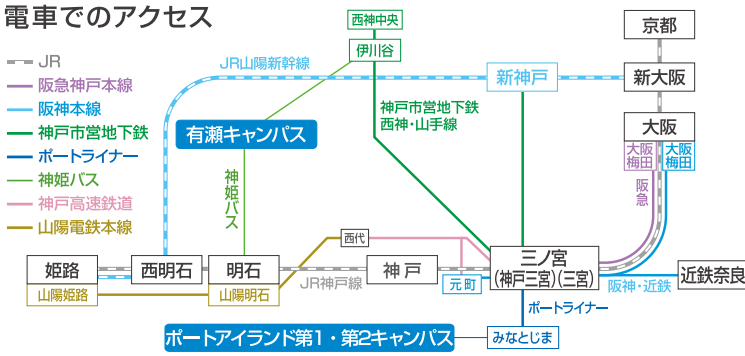 電車でのアクセス
JR
阪急神戸本線
阪神本線
神戸市営地下鉄
ポートライナー
神姫バス
神戸高速鉄道
山陽電鉄本線
西神中央
伊川谷
JR山陽新幹線
新神戸
京都
新大阪
大阪
大阪
梅田
大阪
梅田
阪急
神戸市営地下鉄
西神・山手線
有瀬キャンパス
神姫バス
西代
姫路
山陽姫路
西明石
明石
山陽明石
JR神戸線
神戸
元町
三ノ宮
(神戸三宮)(三宮)
阪神・近鉄
近鉄奈良
ポートライナー
ポートアイランド第1・第2キャンパス
みなとじま